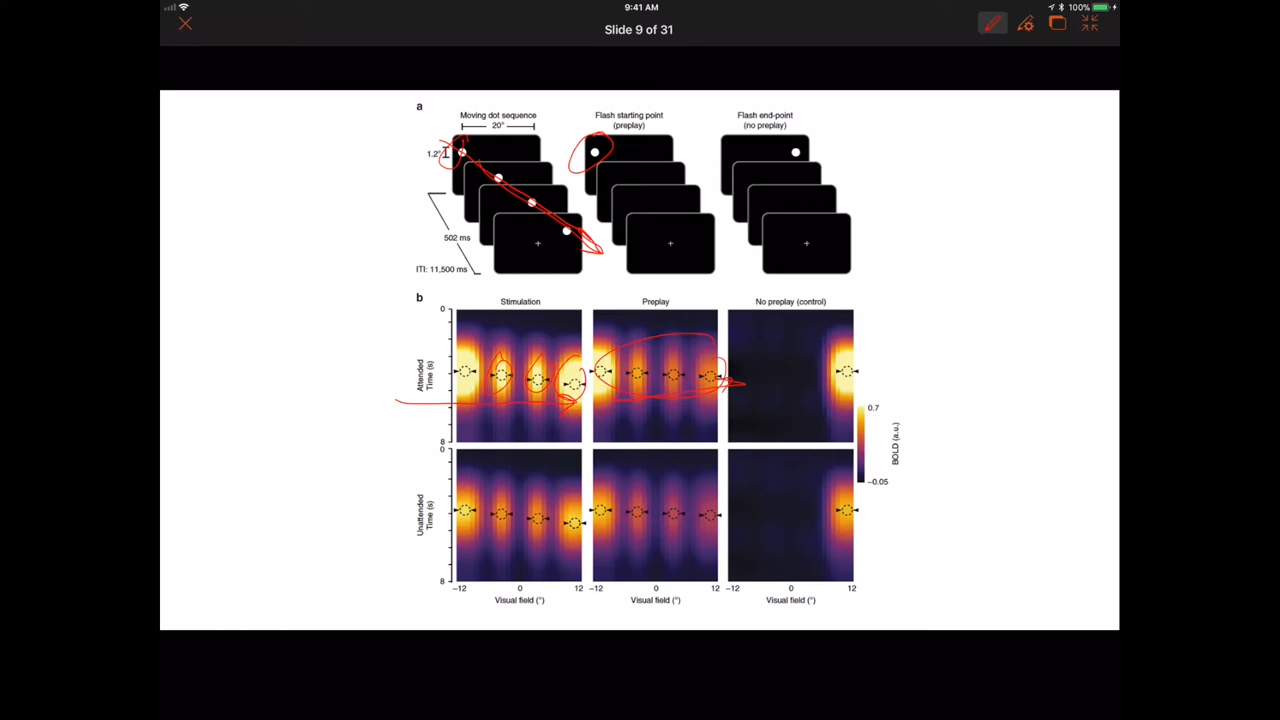 9:41 AM
100%
Slide 9 of 31
a
Moving dot sequence
20°
1.2°
502 ms
ITI: 11,500 ms
Flash starting point
(preplay)
Flash end-point
(no preplay)
b
Stimulation
Preplay
No preplay (control)
0
Attended
Time (s)
8
0
Unattended
Time (s)
8
0.7
BOLD (a.u.)
−0.05
−12 0 12
Visual field (°)
−12 0 12
Visual field (°)
−12 0 12
Visual field (°)